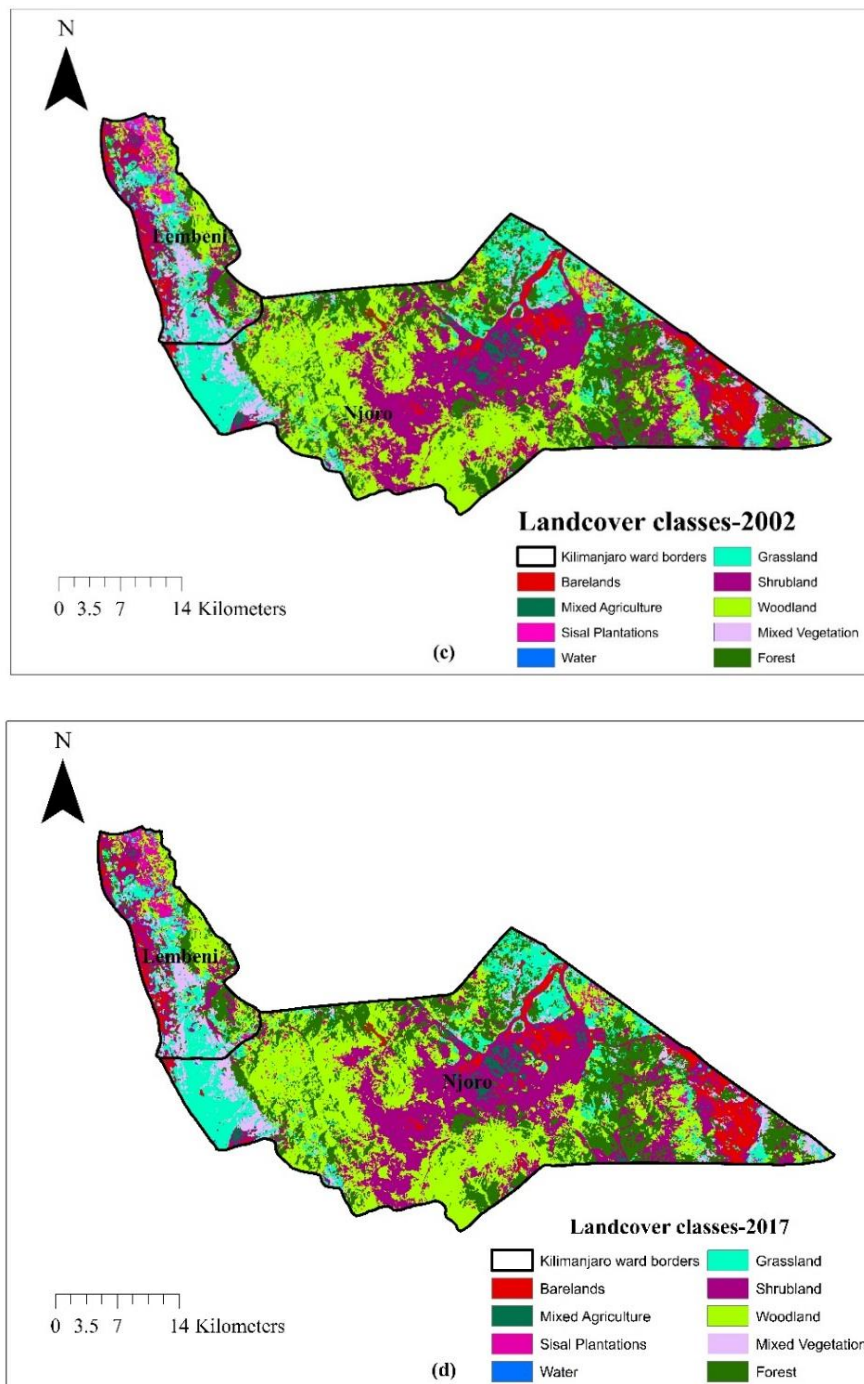 N
Lembeni
Njoro
Landcover classes-2002
Kilimanjaro ward borders
Grassland
Barelands
Shrubland
Mixed Agriculture
Woodland
Sisal Plantations
Mixed Vegetation
Water
Forest
0 3.5 7 14 Kilometers
(c)
N
Lembeni
Njoro
Landcover classes-2017
Kilimanjaro ward borders
Grassland
Barelands
Shrubland
Mixed Agriculture
Woodland
Sisal Plantations
Mixed Vegetation
Water
Forest
0 3.5 7 14 Kilometers
(d)